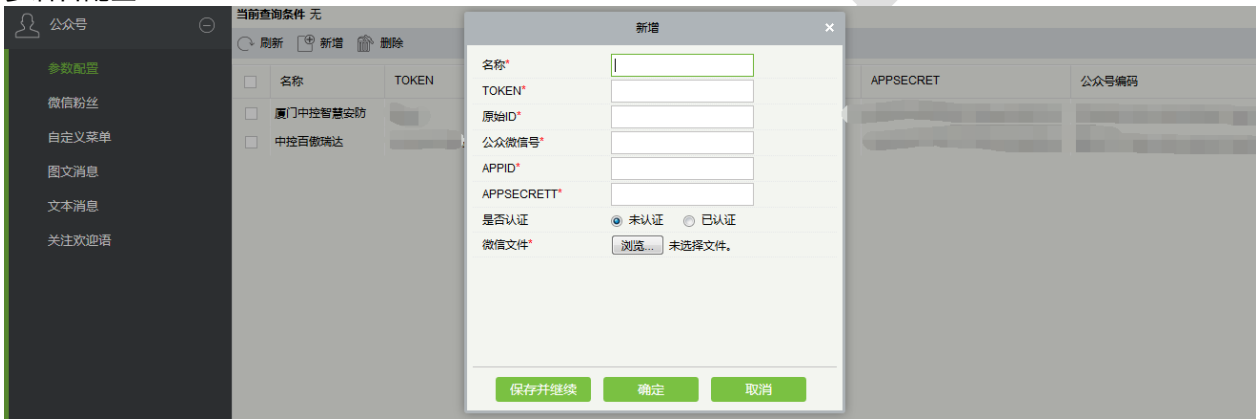 公众号
参数配置
微信粉丝
自定义菜单
图文消息
文本消息
关注欢迎语
当前查询条件 无
刷新 新增 删除
名称 TOKEN APPSECRET 公众号编码
厦门中控智慧安防
中控百傲瑞达
新增
名称*
TOKEN*
原始ID*
公众微信号*
APPID*
APPSECRETT*
是否认证 未认证 已认证
微信文件* 浏览... 未选择文件。
保存并继续 确定 取消